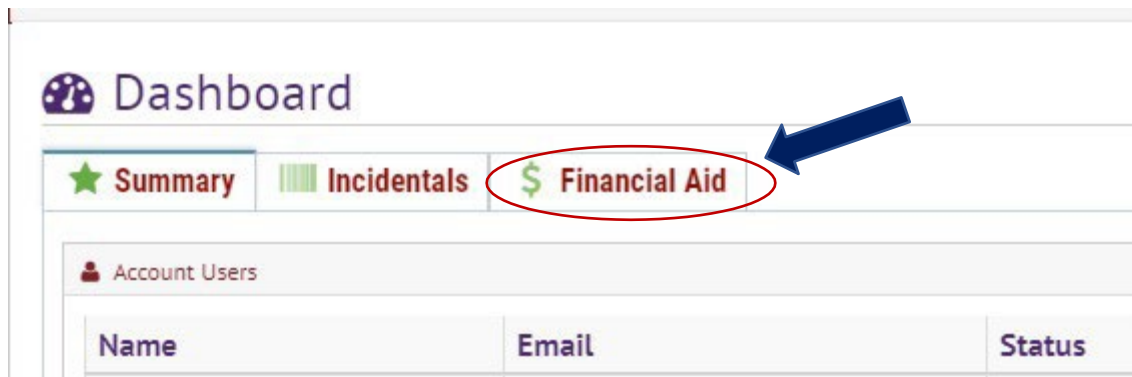 Dashboard
Summary Incidentals $ Financial Aid
Account Users
Name Email Status